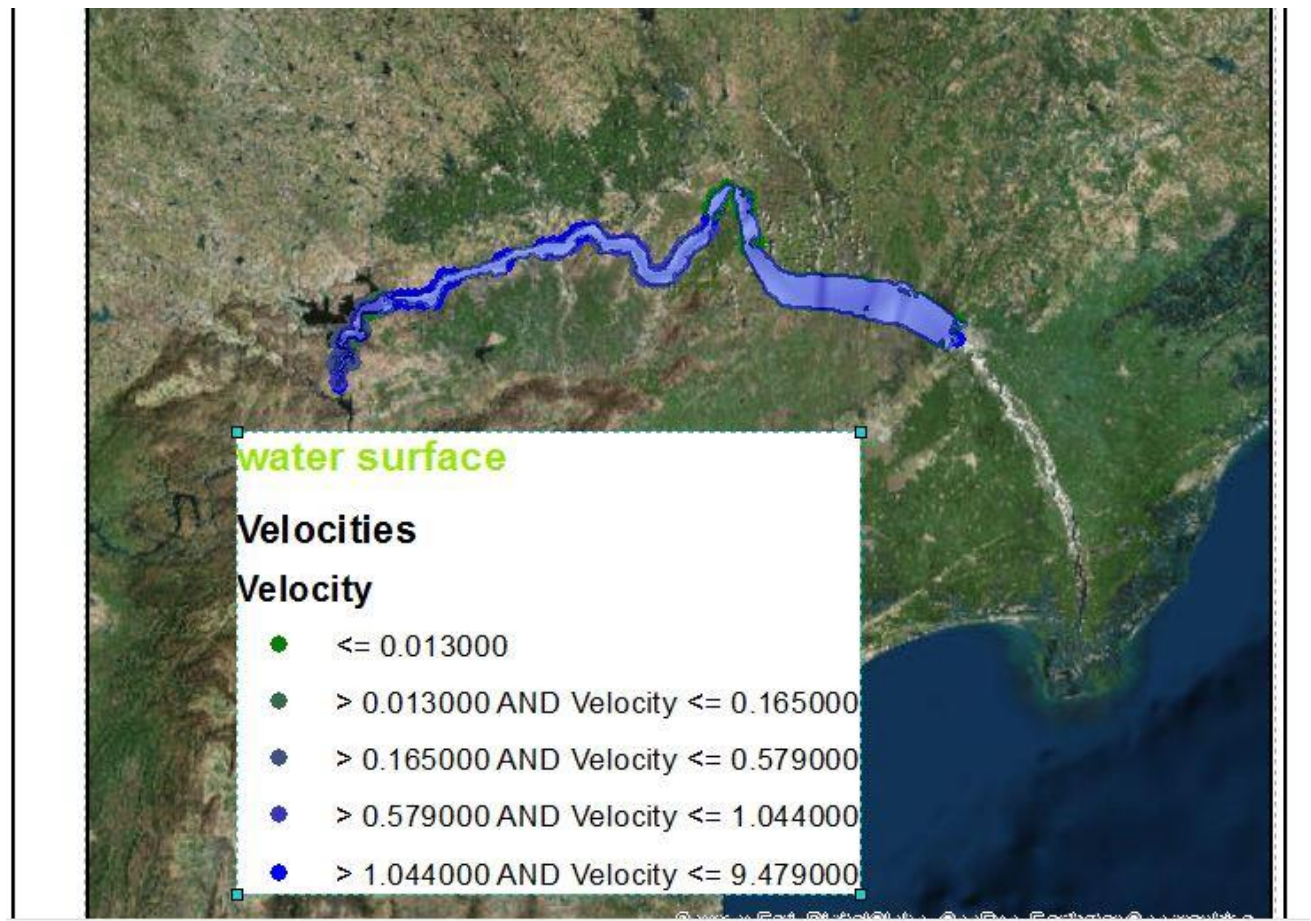 water surface
Velocities
Velocity
<= 0.013000
> 0.013000 AND Velocity <= 0.165000
> 0.165000 AND Velocity <= 0.579000
> 0.579000 AND Velocity <= 1.044000
> 1.044000 AND Velocity <= 9.479000